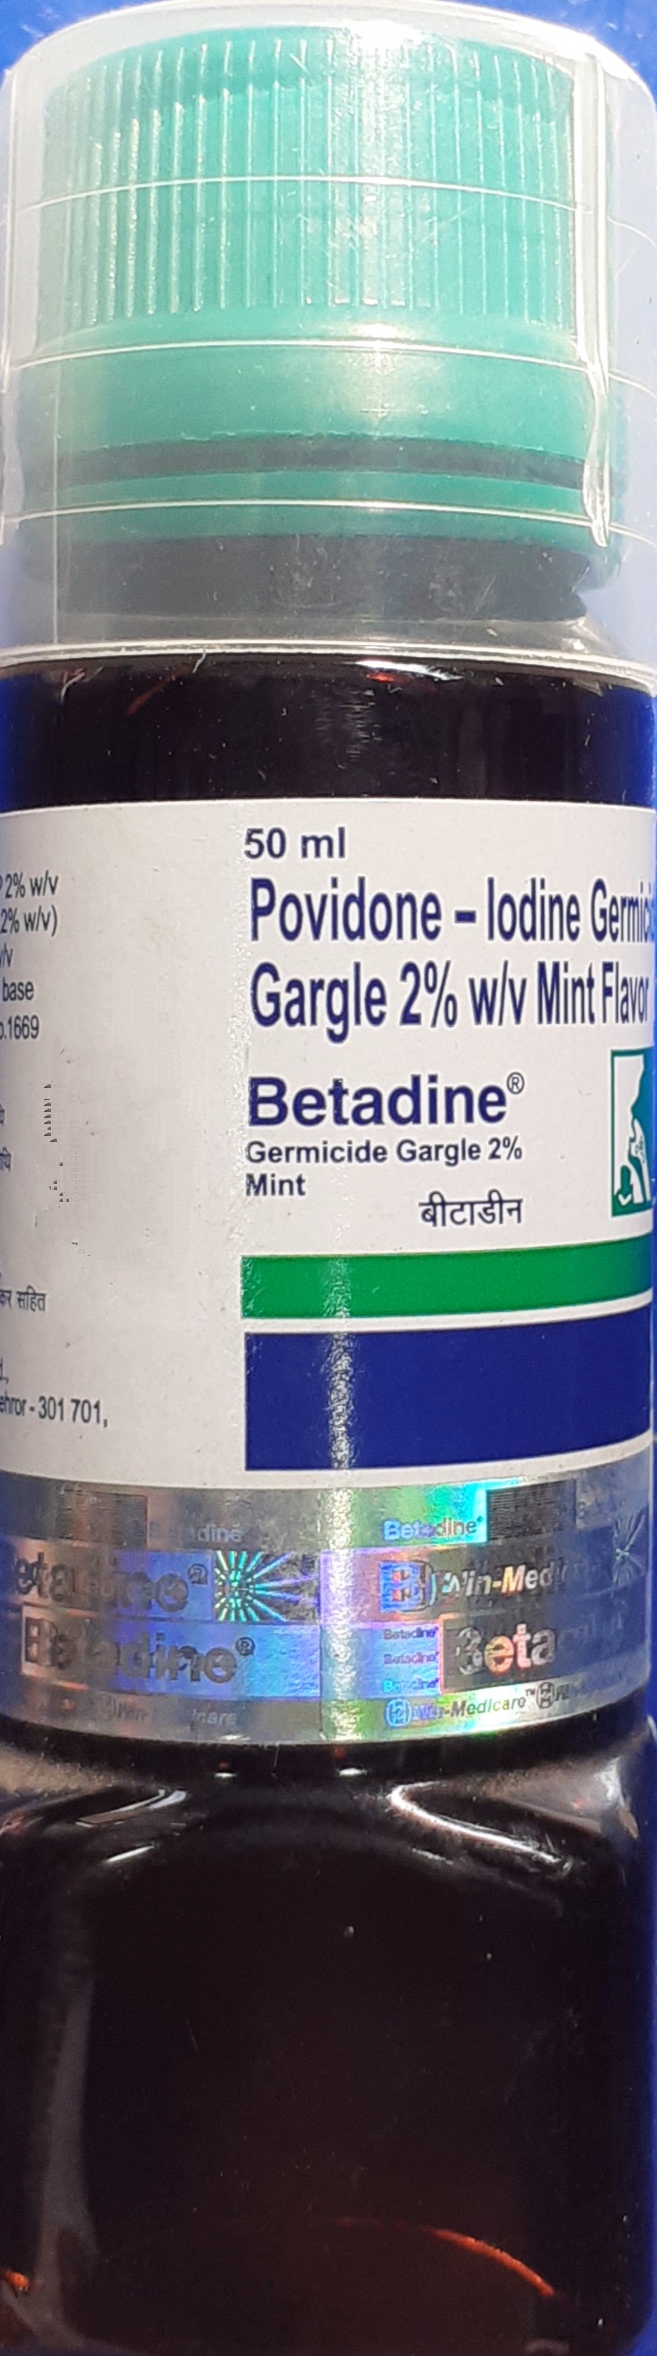 2% w/v
2% w/v)
/v
base
.1669
कर सहित
ehror - 301 701,
50 ml
Povidone – Iodine Germici
Gargle 2% w/v Mint Flavor
Betadine®
Germicide Gargle 2%
Mint
बीटाडीन
Betadine
Betadine®
Win-Medi
Betadine®
Betadine
Beta
Betadine
Betadine
Win-Medicare™